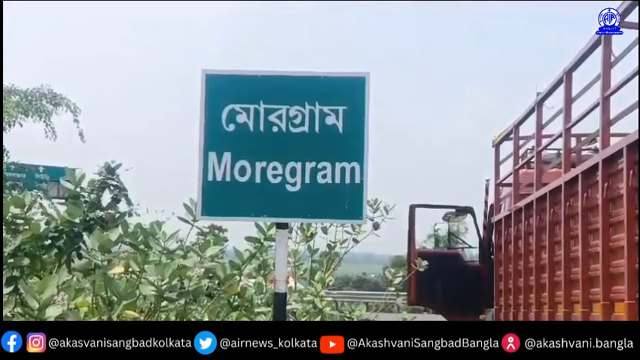 মোরগ্রাম
Moregram
@akasvanisangbadkolkata @airnews_kolkata @AkashvaniSangbadBangla @akashvani.bangla